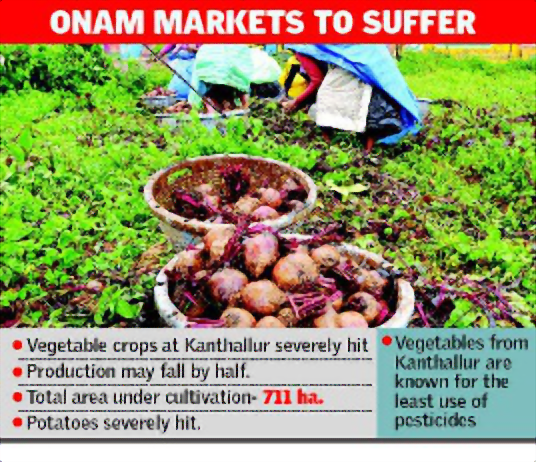 ONAM MARKETS TO SUFFER
• Vegetable crops at Kanthallur severely hit
• Production may fall by half.
• Total area under cultivation- 711 ha.
• Potatoes severely hit.
• Vegetables from
Kanthallur are
known for the
least use of
pesticides